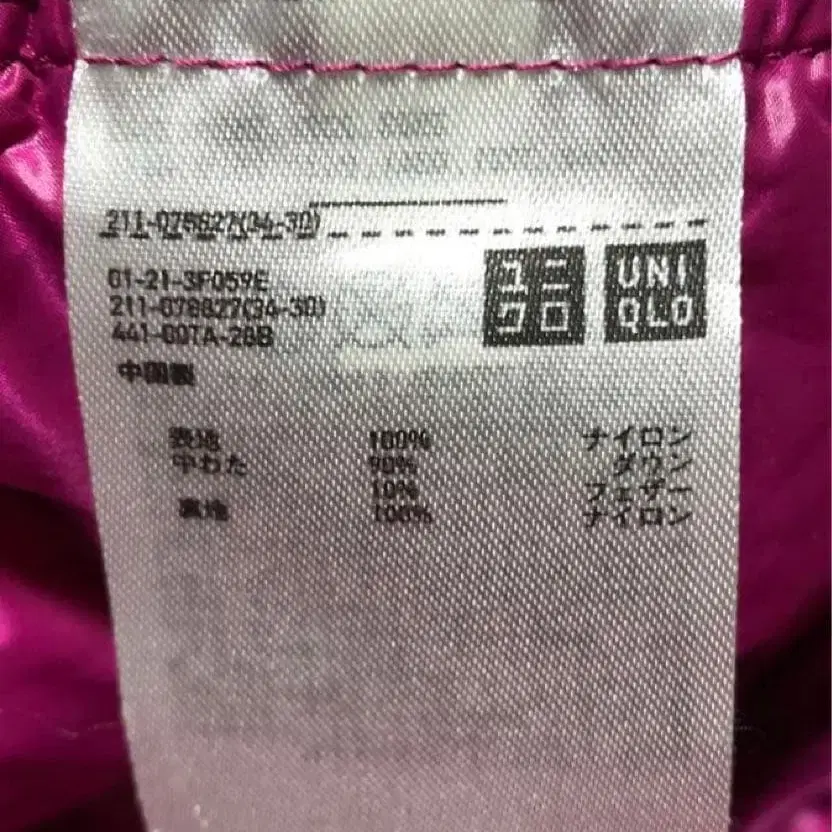 211-078827(34-30)
01-21-3F059E
211-078827(34-30)
441-007A-28B
ユニ
クロ
UNI
QLO
中国製
表地 100% ナイロン
中わた 90% ダウン
10% フェザー
裏地 100% ナイロン